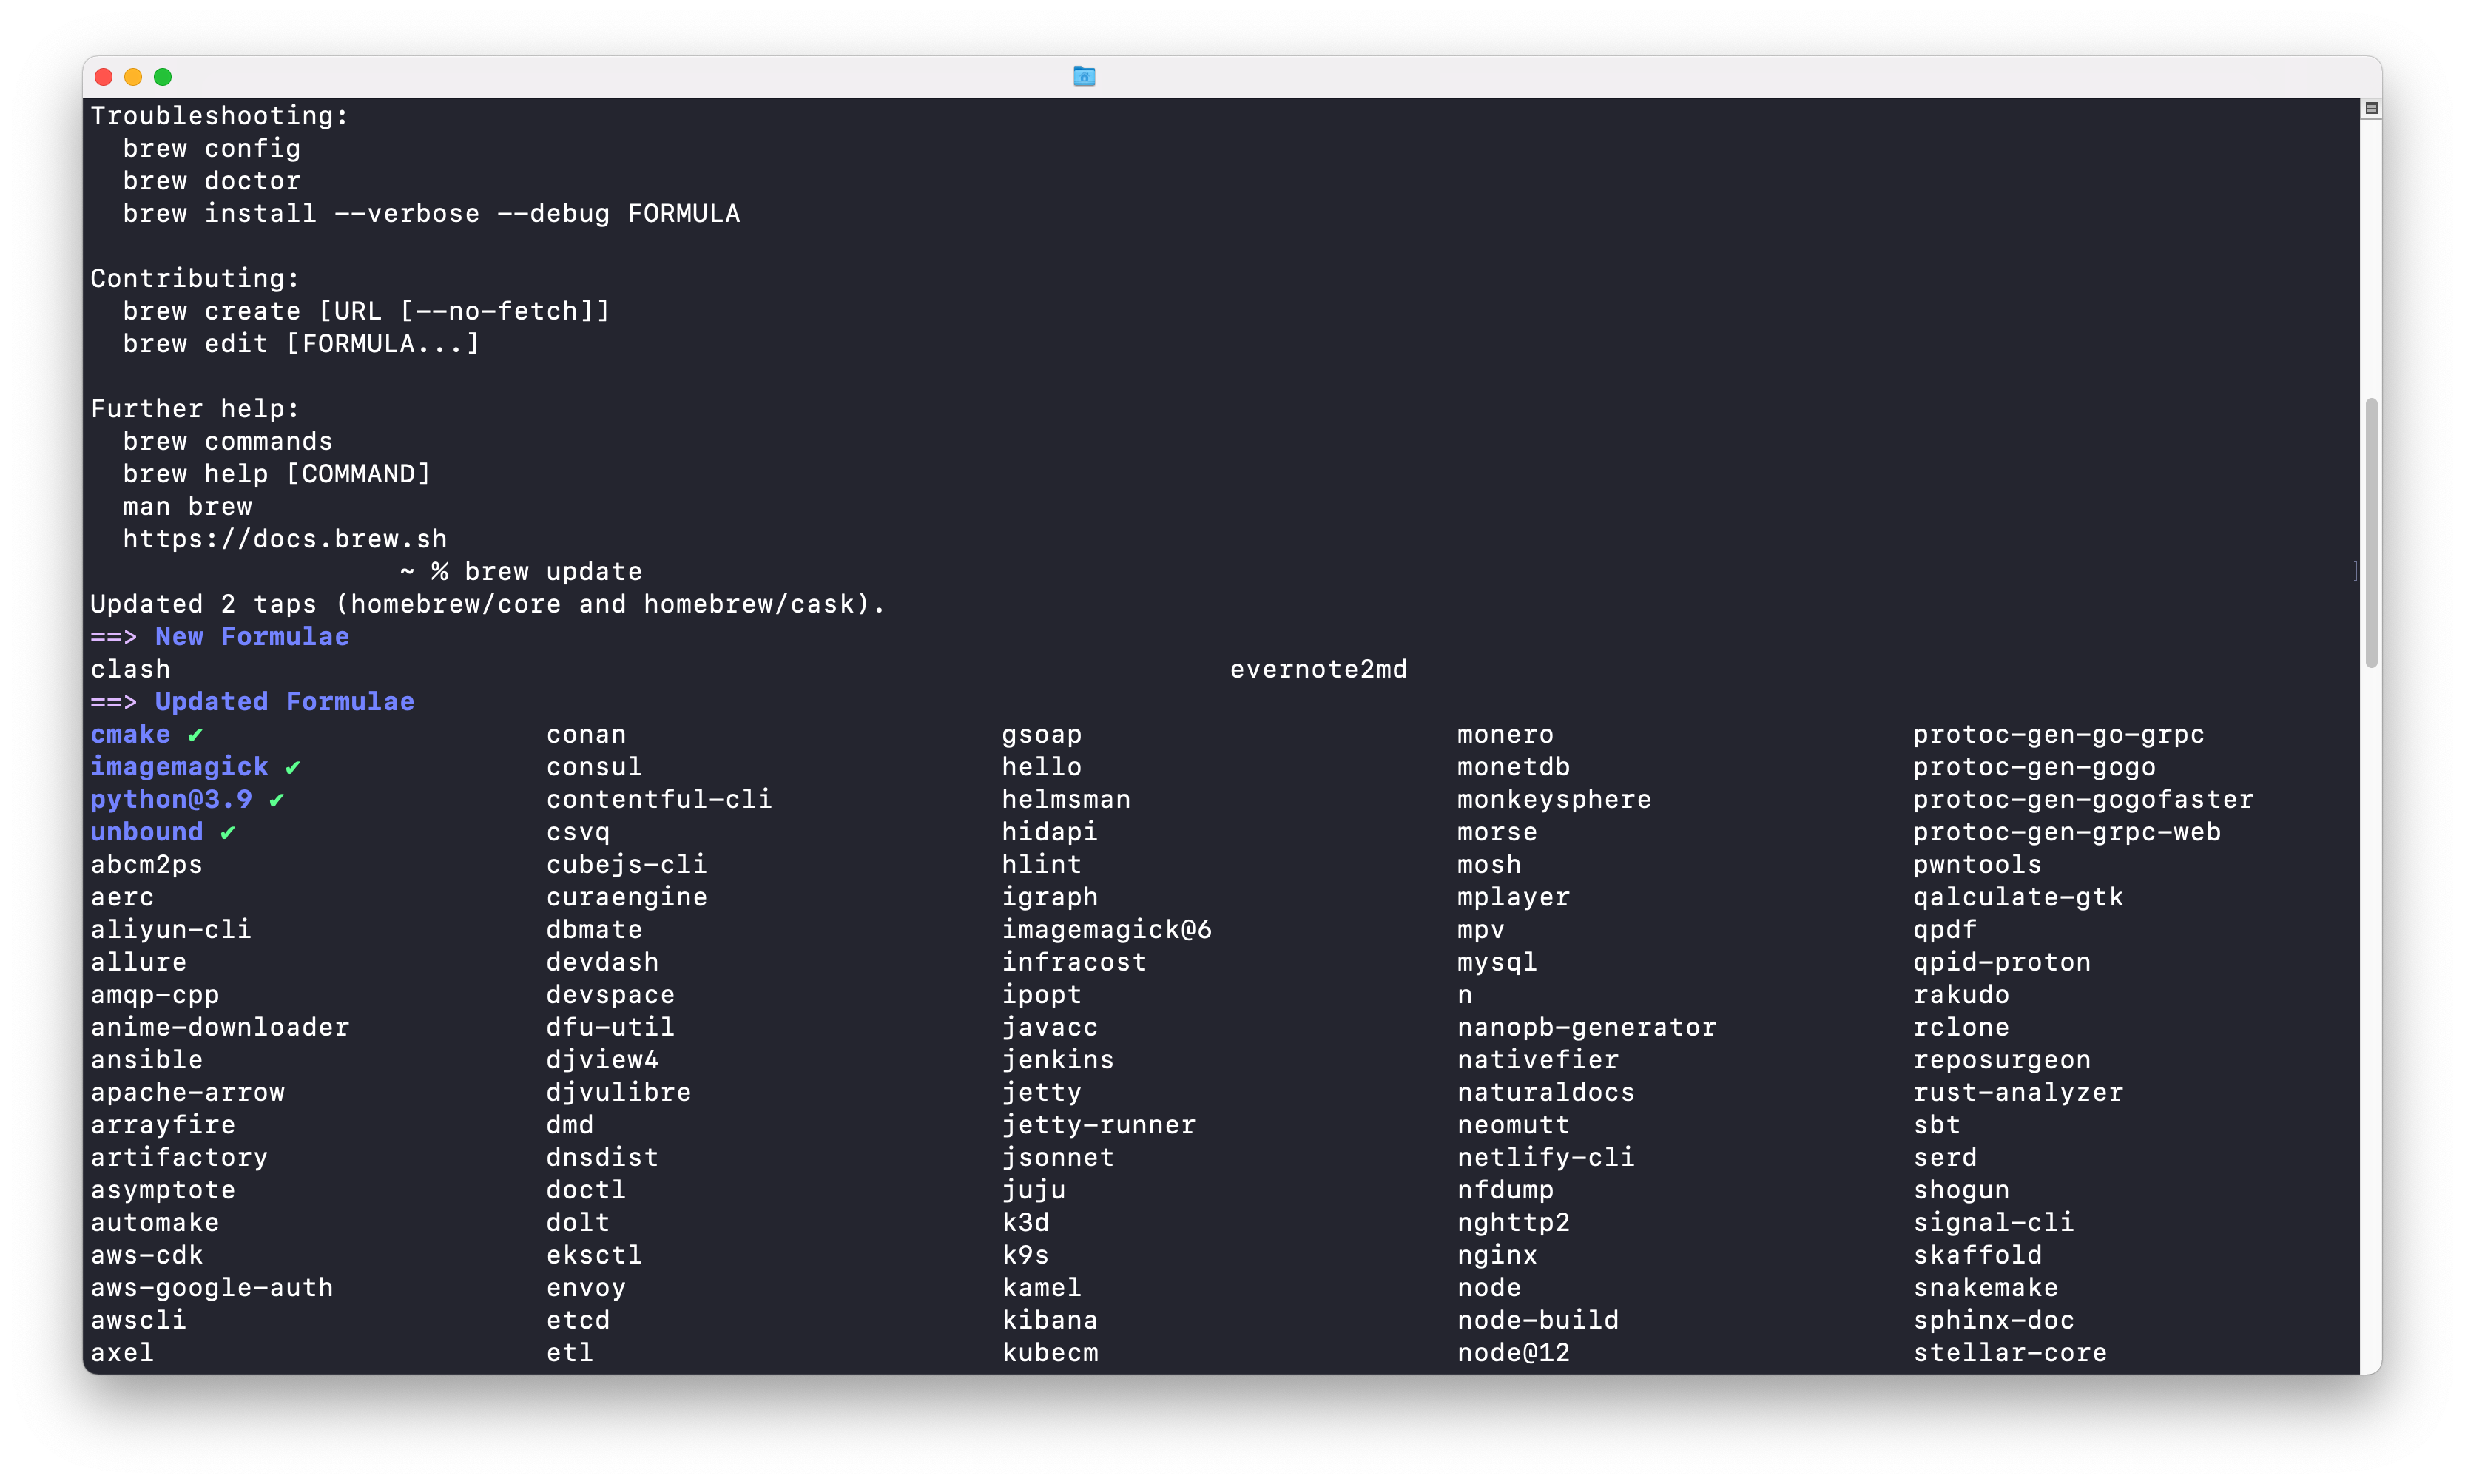 Troubleshooting:
  brew config
  brew doctor
  brew install --verbose --debug FORMULA

Contributing:
  brew create [URL [--no-fetch]]
  brew edit [FORMULA...]

Further help:
  brew commands
  brew help [COMMAND]
  man brew
  https://docs.brew.sh
~ % brew update
Updated 2 taps (homebrew/core and homebrew/cask).
==> New Formulae
clash evernote2md
==> Updated Formulae
cmake ✔ conan gsoap monero protoc-gen-go-grpc
imagemagick ✔ consul hello monetdb protoc-gen-gogo
python@3.9 ✔ contentful-cli helmsman monkeysphere protoc-gen-gogofaster
unbound ✔ csvq hidapi morse protoc-gen-grpc-web
abcm2ps cubejs-cli hlint mosh pwntools
aerc curaengine igraph mplayer qalculate-gtk
aliyun-cli dbmate imagemagick@6 mpv qpdf
allure devdash infracost mysql qpid-proton
amqp-cpp devspace ipopt n rakudo
anime-downloader dfu-util javacc nanopb-generator rclone
ansible djview4 jenkins nativefier reposurgeon
apache-arrow djvulibre jetty naturaldocs rust-analyzer
arrayfire dmd jetty-runner neomutt sbt
artifactory dnsdist jsonnet netlify-cli serd
asymptote doctl juju nfdump shogun
automake dolt k3d nghttp2 signal-cli
aws-cdk eksctl k9s nginx skaffold
aws-google-auth envoy kamel node snakemake
awscli etcd kibana node-build sphinx-doc
axel etl kubecm node@12 stellar-core